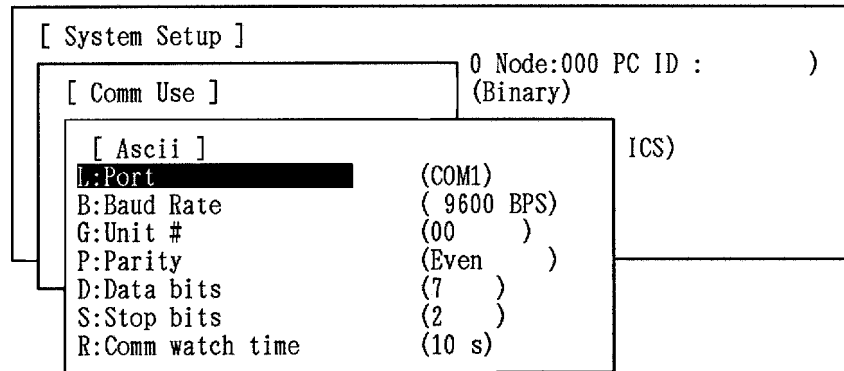 [ System Setup ]
0 Node:000 PC ID :       )
[ Comm Use ]
(Binary)
[ Ascii ]
ICS)
L:Port (COM1)
B:Baud Rate ( 9600 BPS)
G:Unit # (00      )
P:Parity (Even     )
D:Data bits (7    )
S:Stop bits (2    )
R:Comm watch time (10 s)